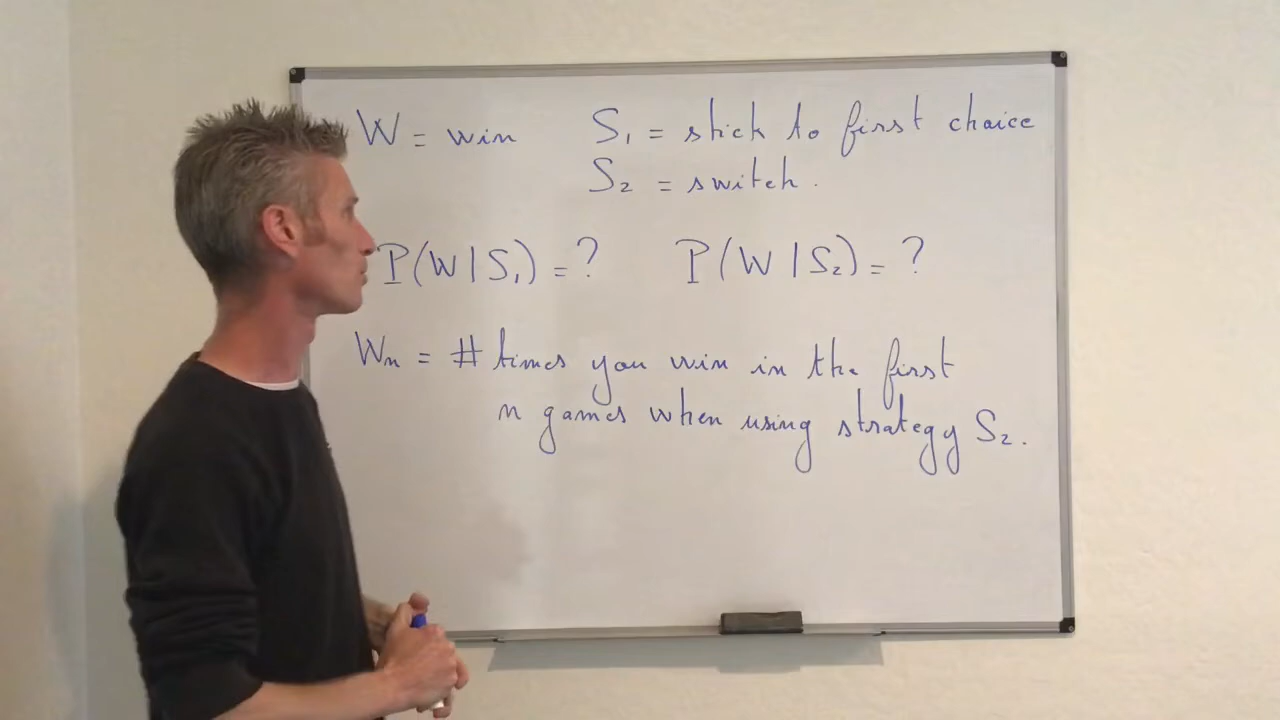 W = win S₁ = stick to first choice
S₂ = switch.
P(W|S₁) = ? P(W|S₂) = ?
Wₙ = # times you win in the first
n games when using strategy S₂.